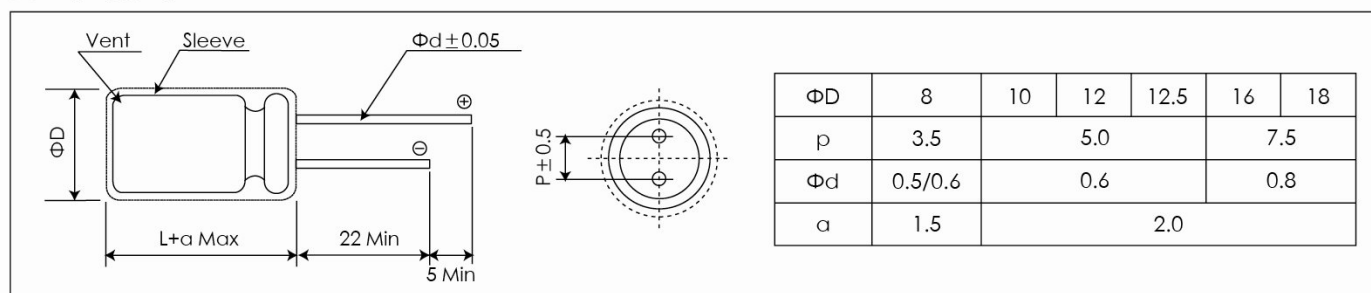 Vent
Sleeve
Φd±0.05
ΦD
⊕
⊖
L+a Max
22 Min
5 Min
P±0.5
ΦD 8 10 12 12.5 16 18
p 3.5 5.0 7.5
Φd 0.5/0.6 0.6 0.8
a 1.5 2.0